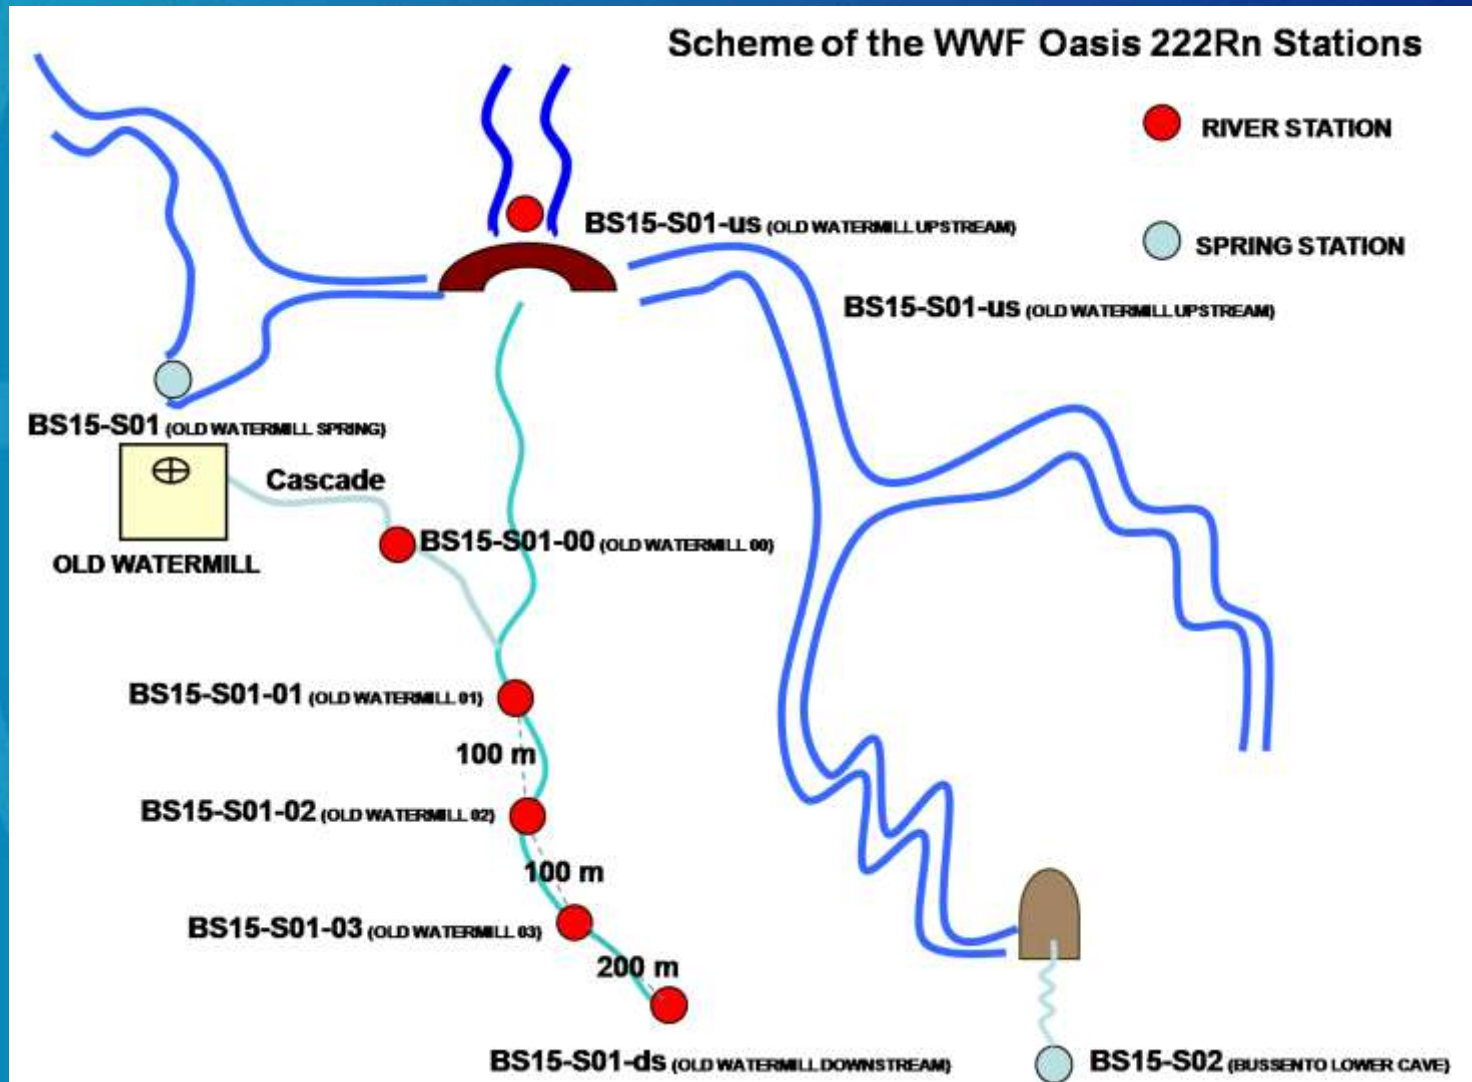 Scheme of the WWF Oasis 222Rn Stations
RIVER STATION
BS15-S01-us (OLD WATERMILL UPSTREAM)
SPRING STATION
BS15-S01-us (OLD WATERMILL UPSTREAM)
BS15-S01 (OLD WATERMILL SPRING)
Cascade
BS15-S01-00 (OLD WATERMILL 00)
OLD WATERMILL
BS15-S01-01 (OLD WATERMILL 01)
100 m
BS15-S01-02 (OLD WATERMILL 02)
100 m
BS15-S01-03 (OLD WATERMILL 03)
200 m
BS15-S01-ds (OLD WATERMILL DOWNSTREAM)
BS15-S02 (BUSSENTO LOWER CAVE)